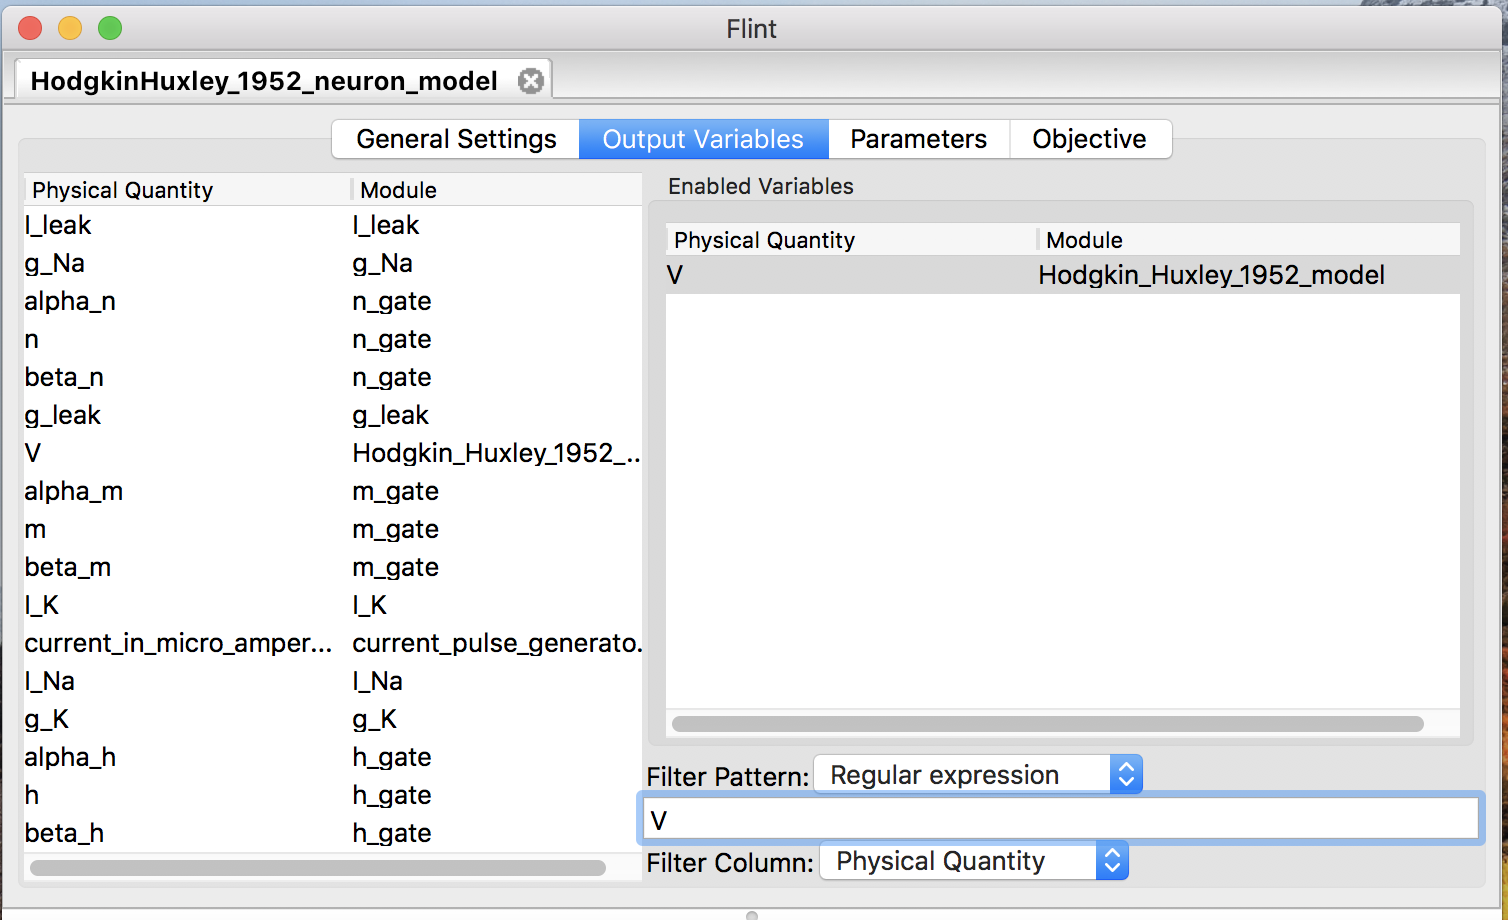 Flint
HodgkinHuxley_1952_neuron_model
General Settings Output Variables Parameters Objective
Physical Quantity Module
I_leak I_leak
g_Na g_Na
alpha_n n_gate
n n_gate
beta_n n_gate
g_leak g_leak
V Hodgkin_Huxley_1952_..
alpha_m m_gate
m m_gate
beta_m m_gate
I_K I_K
current_in_micro_amper... current_pulse_generato.
I_Na I_Na
g_K g_K
alpha_h h_gate
h h_gate
beta_h h_gate
Enabled Variables
Physical Quantity Module
V Hodgkin_Huxley_1952_model
Filter Pattern: Regular expression
V
Filter Column: Physical Quantity